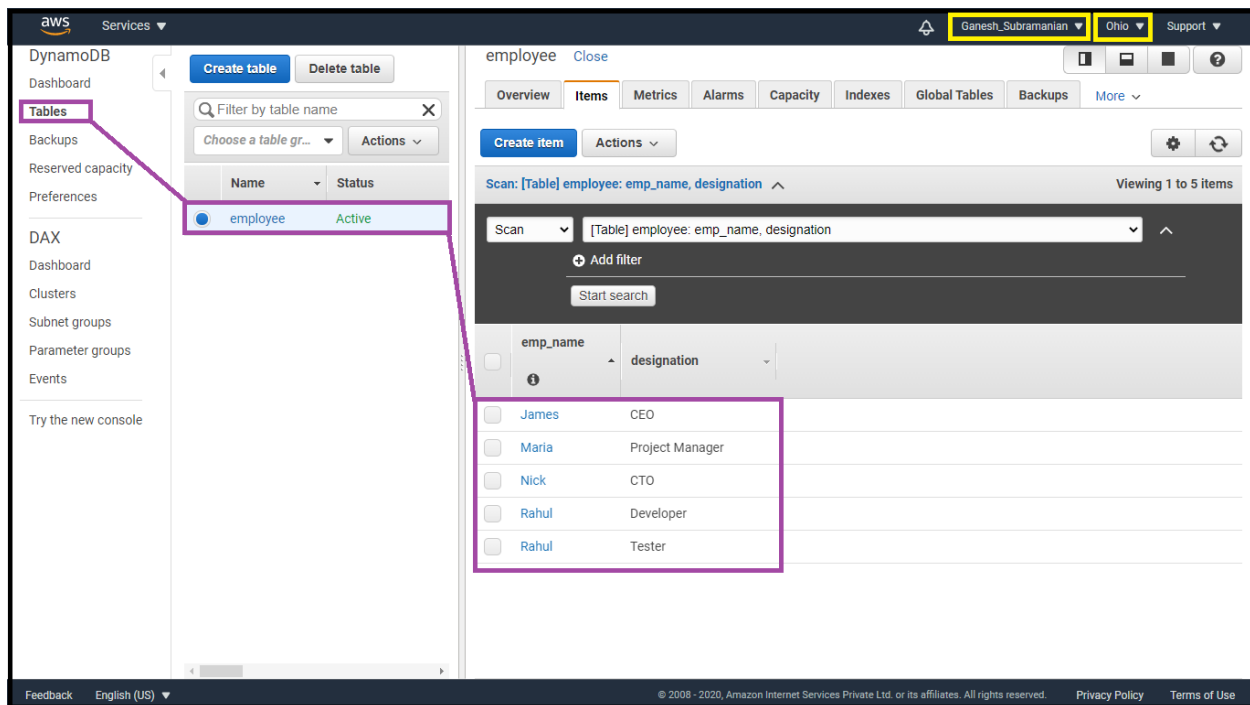 aws Services Ganesh_Subramanian Ohio Support
DynamoDB
Dashboard
Tables
Backups
Reserved capacity
Preferences
DAX
Dashboard
Clusters
Subnet groups
Parameter groups
Events
Try the new console
Create table Delete table
Filter by table name
Choose a table gr... Actions
Name Status
employee Active
employee Close
Overview Items Metrics Alarms Capacity Indexes Global Tables Backups More
Create item Actions
Scan: [Table] employee: emp_name, designation Viewing 1 to 5 items
Scan [Table] employee: emp_name, designation
Add filter
Start search
emp_name designation
James CEO
Maria Project Manager
Nick CTO
Rahul Developer
Rahul Tester
Feedback English (US) © 2008 - 2020, Amazon Internet Services Private Ltd. or its affiliates. All rights reserved. Privacy Policy Terms of Use